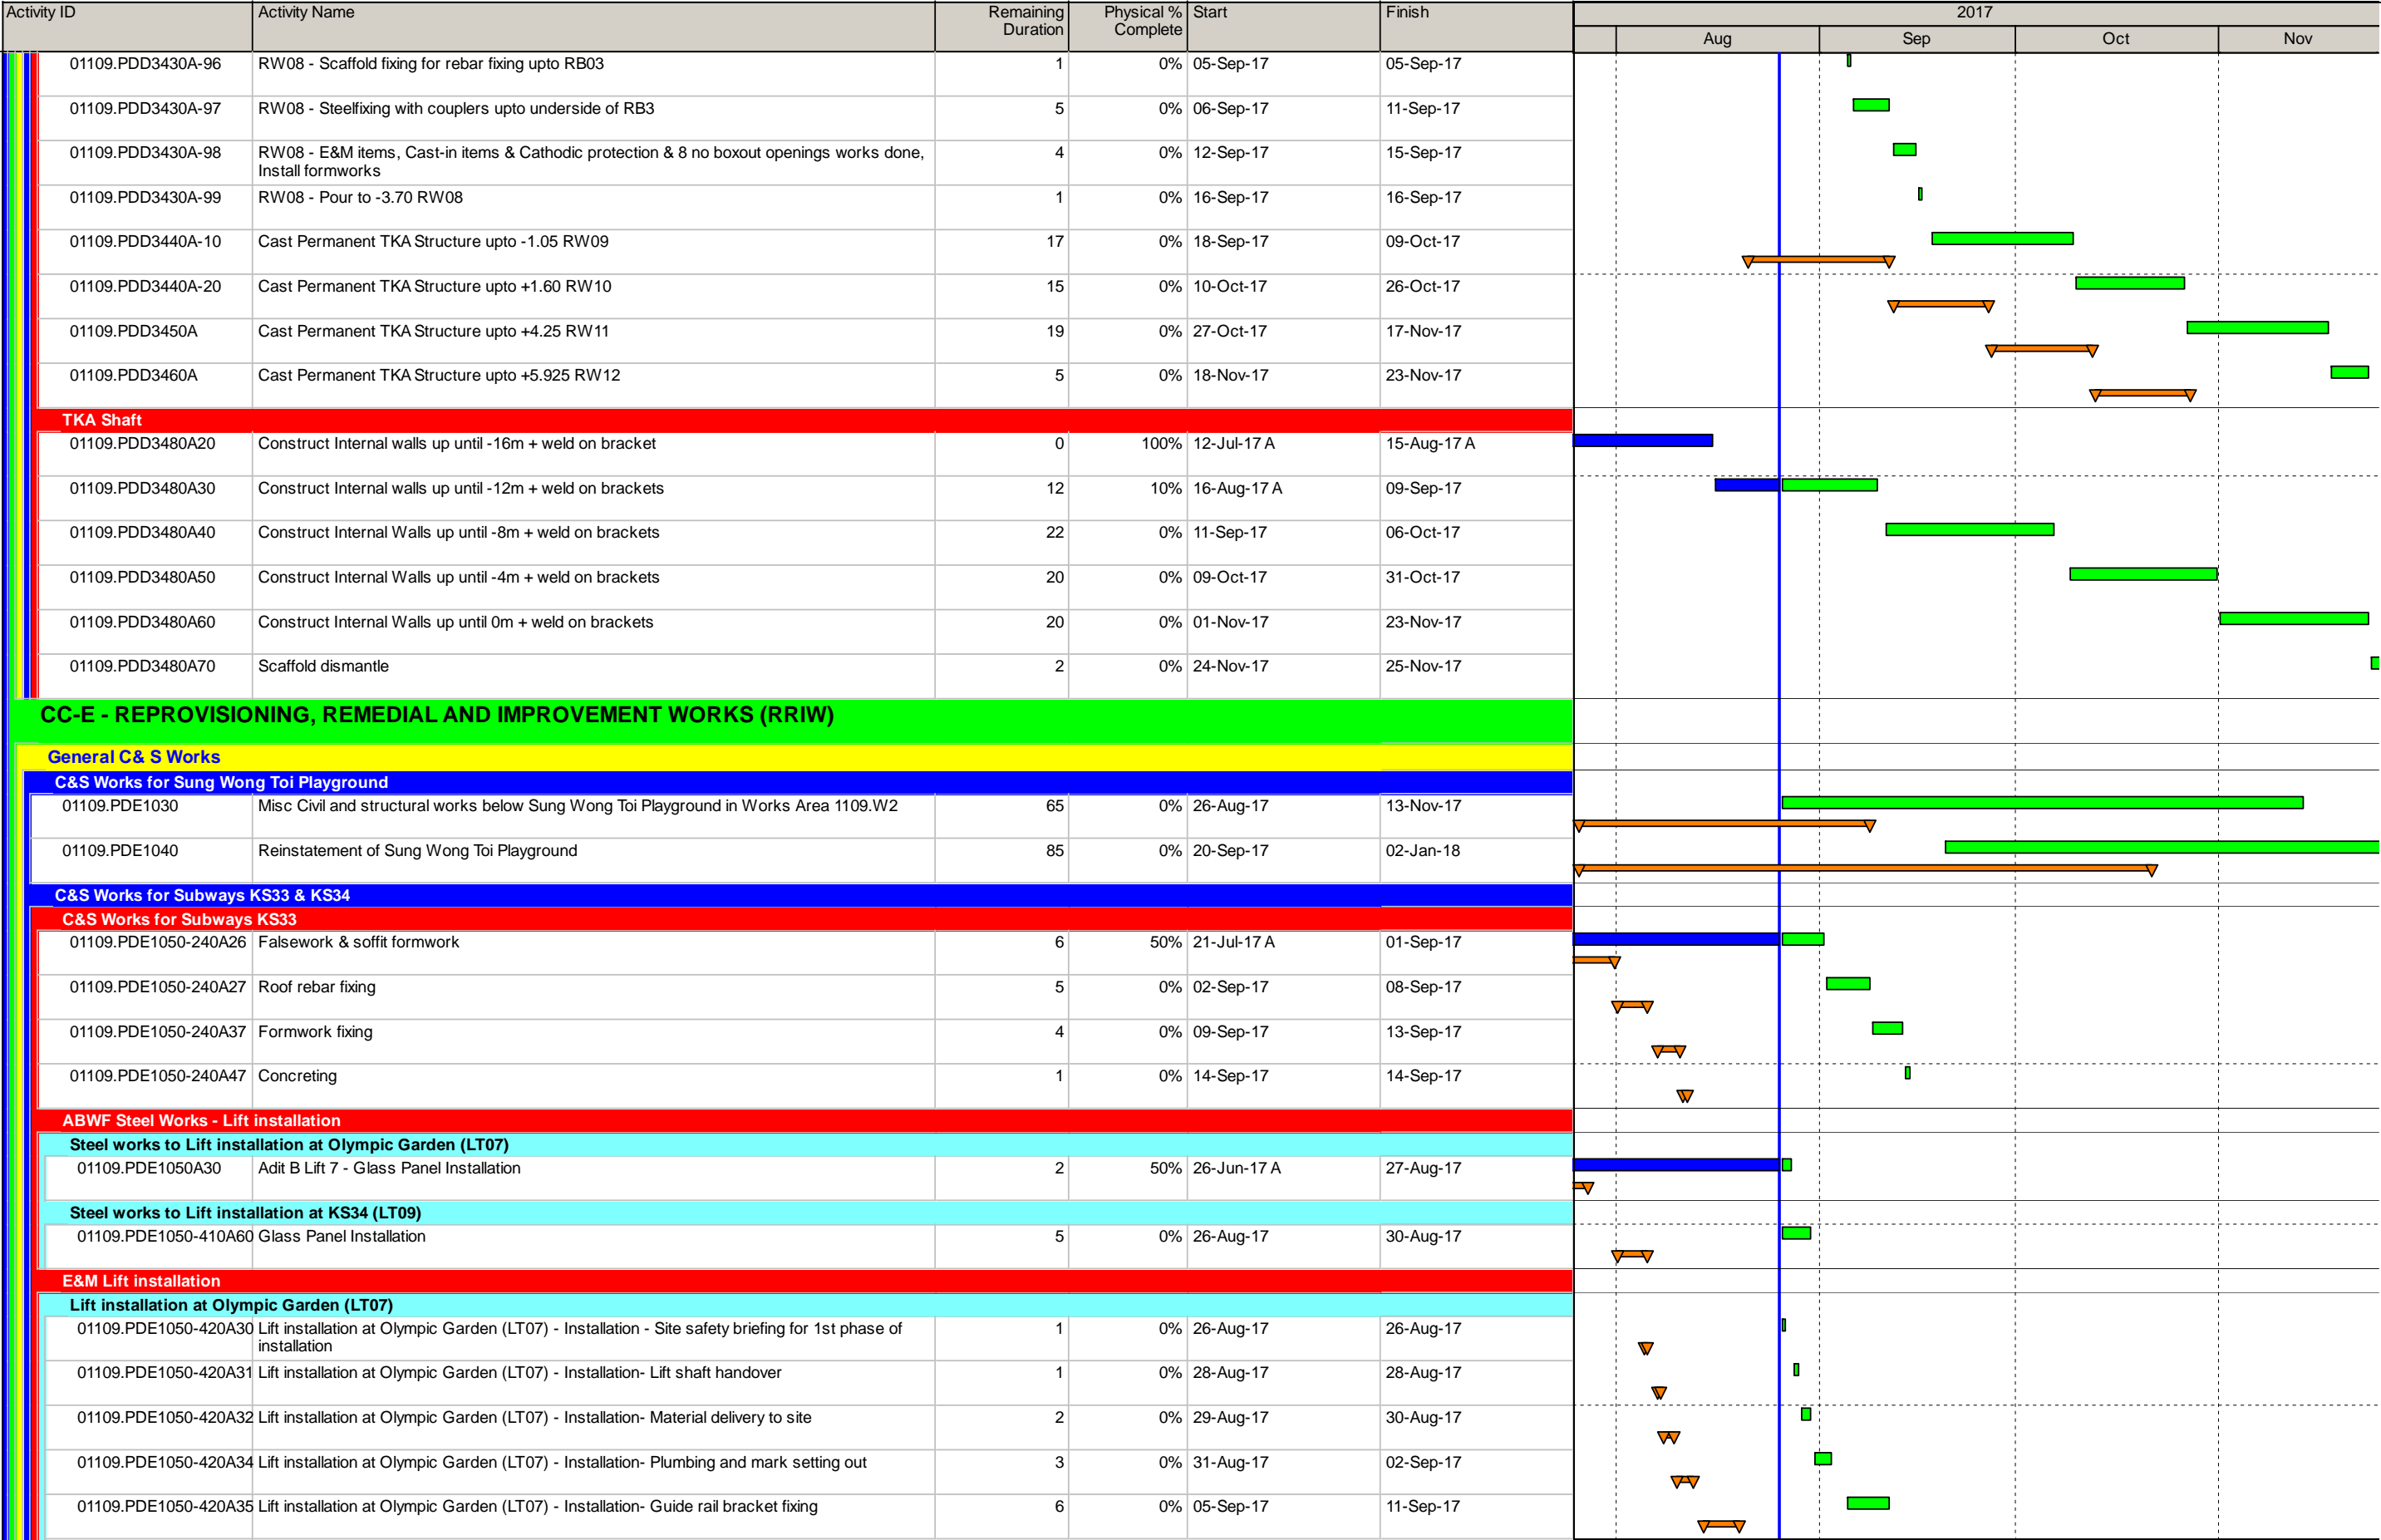 Activity ID Activity Name Remaining Duration Physical % Complete Start Finish 2017
Aug Sep Oct Nov
01109.PDD3430A-96 RW08 - Scaffold fixing for rebar fixing upto RB03 1 0% 05-Sep-17 05-Sep-17
01109.PDD3430A-97 RW08 - Steelfixing with couplers upto underside of RB3 5 0% 06-Sep-17 11-Sep-17
01109.PDD3430A-98 RW08 - E&M items, Cast-in items & Cathodic protection & 8 no boxout openings works done, 4 0% 12-Sep-17 15-Sep-17
Install formworks
01109.PDD3430A-99 RW08 - Pour to -3.70 RW08 1 0% 16-Sep-17 16-Sep-17
01109.PDD3440A-10 Cast Permanent TKA Structure upto -1.05 RW09 17 0% 18-Sep-17 09-Oct-17
01109.PDD3440A-20 Cast Permanent TKA Structure upto +1.60 RW10 15 0% 10-Oct-17 26-Oct-17
01109.PDD3450A Cast Permanent TKA Structure upto +4.25 RW11 19 0% 27-Oct-17 17-Nov-17
01109.PDD3460A Cast Permanent TKA Structure upto +5.925 RW12 5 0% 18-Nov-17 23-Nov-17
TKA Shaft
01109.PDD3480A20 Construct Internal walls up until -16m + weld on bracket 0 100% 12-Jul-17 A 15-Aug-17 A
01109.PDD3480A30 Construct Internal walls up until -12m + weld on brackets 12 10% 16-Aug-17 A 09-Sep-17
01109.PDD3480A40 Construct Internal Walls up until -8m + weld on brackets 22 0% 11-Sep-17 06-Oct-17
01109.PDD3480A50 Construct Internal Walls up until -4m + weld on brackets 20 0% 09-Oct-17 31-Oct-17
01109.PDD3480A60 Construct Internal Walls up until 0m + weld on brackets 20 0% 01-Nov-17 23-Nov-17
01109.PDD3480A70 Scaffold dismantle 2 0% 24-Nov-17 25-Nov-17
CC-E - REPROVISIONING, REMEDIAL AND IMPROVEMENT WORKS (RRIW)
General C& S Works
C&S Works for Sung Wong Toi Playground
01109.PDE1030 Misc Civil and structural works below Sung Wong Toi Playground in Works Area 1109.W2 65 0% 26-Aug-17 13-Nov-17
01109.PDE1040 Reinstatement of Sung Wong Toi Playground 85 0% 20-Sep-17 02-Jan-18
C&S Works for Subways KS33 & KS34
C&S Works for Subways KS33
01109.PDE1050-240A26 Falsework & soffit formwork 6 50% 21-Jul-17 A 01-Sep-17
01109.PDE1050-240A27 Roof rebar fixing 5 0% 02-Sep-17 08-Sep-17
01109.PDE1050-240A37 Formwork fixing 4 0% 09-Sep-17 13-Sep-17
01109.PDE1050-240A47 Concreting 1 0% 14-Sep-17 14-Sep-17
ABWF Steel Works - Lift installation
Steel works to Lift installation at Olympic Garden (LT07)
01109.PDE1050A30 Adit B Lift 7 - Glass Panel Installation 2 50% 26-Jun-17 A 27-Aug-17
Steel works to Lift installation at KS34 (LT09)
01109.PDE1050-410A60 Glass Panel Installation 5 0% 26-Aug-17 30-Aug-17
E&M Lift installation
Lift installation at Olympic Garden (LT07)
01109.PDE1050-420A30 Lift installation at Olympic Garden (LT07) - Installation - Site safety briefing for 1st phase of 1 0% 26-Aug-17 26-Aug-17
installation
01109.PDE1050-420A31 Lift installation at Olympic Garden (LT07) - Installation- Lift shaft handover 1 0% 28-Aug-17 28-Aug-17
01109.PDE1050-420A32 Lift installation at Olympic Garden (LT07) - Installation- Material delivery to site 2 0% 29-Aug-17 30-Aug-17
01109.PDE1050-420A34 Lift installation at Olympic Garden (LT07) - Installation- Plumbing and mark setting out 3 0% 31-Aug-17 02-Sep-17
01109.PDE1050-420A35 Lift installation at Olympic Garden (LT07) - Installation- Guide rail bracket fixing 6 0% 05-Sep-17 11-Sep-17